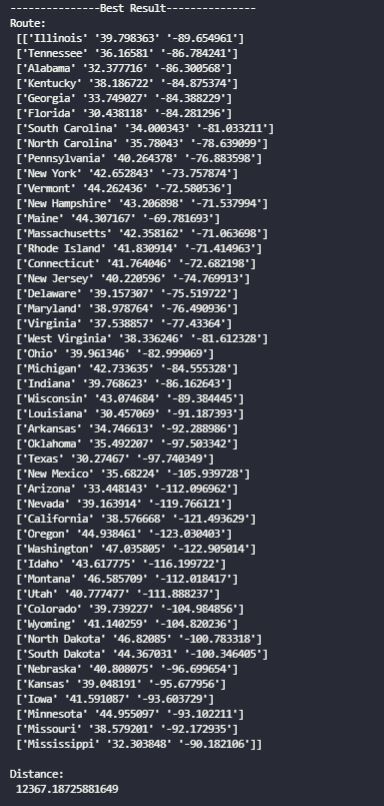 ---------------Best Result---------------
Route:
[['Illinois' '39.798363' '-89.654961']
['Tennessee' '36.16581' '-86.784241']
['Alabama' '32.377716' '-86.300568']
['Kentucky' '38.186722' '-84.875374']
['Georgia' '33.749027' '-84.388229']
['Florida' '30.438118' '-84.281296']
['South Carolina' '34.000343' '-81.033211']
['North Carolina' '35.78043' '-78.639099']
['Pennsylvania' '40.264378' '-76.883598']
['New York' '42.652843' '-73.757874']
['Vermont' '44.262436' '-72.580536']
['New Hampshire' '43.206898' '-71.537994']
['Maine' '44.307167' '-69.781693']
['Massachusetts' '42.358162' '-71.063698']
['Rhode Island' '41.830914' '-71.414963']
['Connecticut' '41.764046' '-72.682198']
['New Jersey' '40.220596' '-74.769913']
['Delaware' '39.157307' '-75.519722']
['Maryland' '38.978764' '-76.490936']
['Virginia' '37.538857' '-77.43364']
['West Virginia' '38.336246' '-81.612328']
['Ohio' '39.961346' '-82.999069']
['Michigan' '42.733635' '-84.555328']
['Indiana' '39.768623' '-86.162643']
['Wisconsin' '43.074684' '-89.384445']
['Louisiana' '30.457069' '-91.187393']
['Arkansas' '34.746613' '-92.288986']
['Oklahoma' '35.492207' '-97.503342']
['Texas' '30.27467' '-97.740349']
['New Mexico' '35.68224' '-105.939728']
['Arizona' '33.448143' '-112.096962']
['Nevada' '39.163914' '-119.766121']
['California' '38.576668' '-121.493629']
['Oregon' '44.938461' '-123.030403']
['Washington' '47.035805' '-122.905014']
['Idaho' '43.617775' '-116.199722']
['Montana' '46.585709' '-112.018417']
['Utah' '40.777477' '-111.888237']
['Colorado' '39.739227' '-104.984856']
['Wyoming' '41.140259' '-104.820236']
['North Dakota' '46.82085' '-100.783318']
['South Dakota' '44.367031' '-100.346405']
['Nebraska' '40.808075' '-96.699654']
['Kansas' '39.048191' '-95.677956']
['Iowa' '41.591087' '-93.603729']
['Minnesota' '44.955097' '-93.102211']
['Missouri' '38.579201' '-92.172935']
['Mississippi' '32.303848' '-90.182106']]
Distance:
12367.18725881649